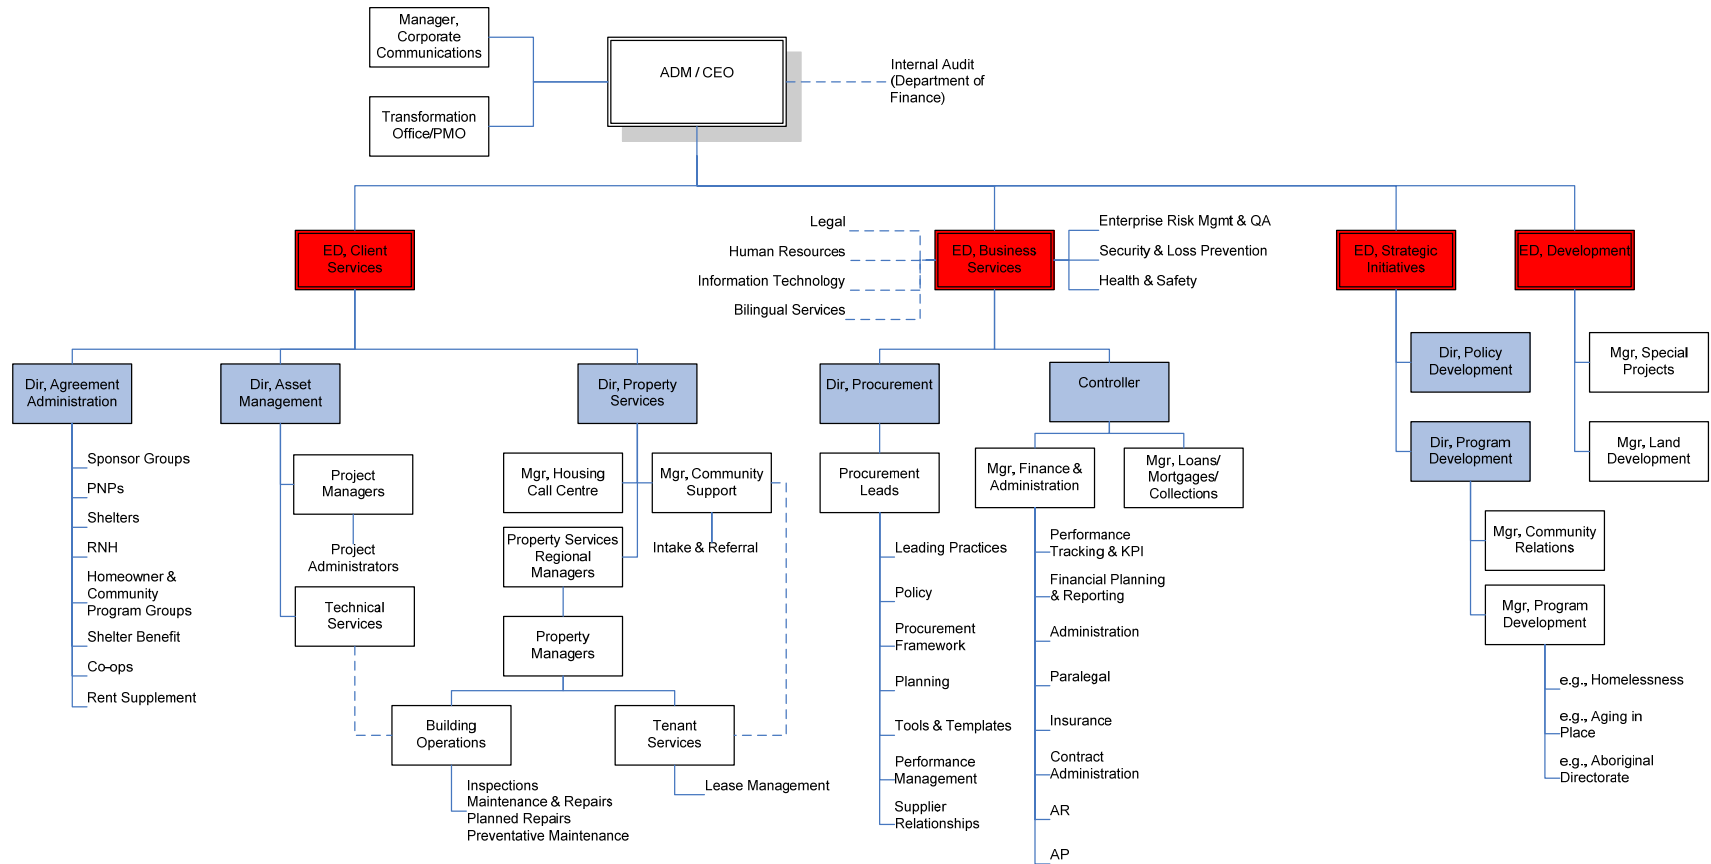 Manager,
Corporate
Communications
ADM / CEO
Internal Audit
(Department of
Finance)
Transformation
Office/PMO
ED, Client
Services
Legal
Human Resources
Information Technology
Bilingual Services
ED, Business
Services
Enterprise Risk Mgmt & QA
Security & Loss Prevention
Health & Safety
ED, Strategic
Initiatives
ED, Development
Dir, Agreement
Administration
Dir, Asset
Management
Dir, Property
Services
Dir, Procurement
Controller
Dir, Policy
Development
Mgr, Special
Projects
Dir, Program
Development
Mgr, Land
Development
Sponsor Groups
PNPs
Shelters
RNH
Homeowner &
Community
Program Groups
Shelter Benefit
Co-ops
Rent Supplement
Project
Managers
Project
Administrators
Technical
Services
Mgr, Housing
Call Centre
Mgr, Community
Support
Intake & Referral
Property Services
Regional
Managers
Property
Managers
Building
Operations
Tenant
Services
Inspections
Maintenance & Repairs
Planned Repairs
Preventative Maintenance
Lease Management
Procurement
Leads
Leading Practices
Policy
Procurement
Framework
Planning
Tools & Templates
Performance
Management
Supplier
Relationships
Mgr, Finance &
Administration
Mgr, Loans/
Mortgages/
Collections
Performance
Tracking & KPI
Financial Planning
& Reporting
Administration
Paralegal
Insurance
Contract
Administration
AR
AP
Mgr, Community
Relations
Mgr, Program
Development
e.g., Homelessness
e.g., Aging in
Place
e.g., Aboriginal
Directorate